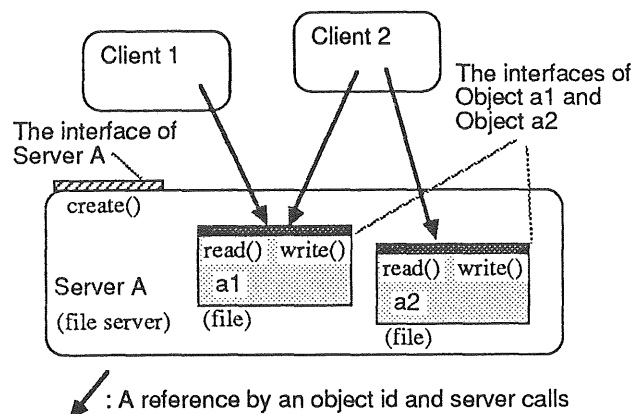 Client 1
Client 2
The interfaces of
Object a1 and
Object a2
The interface of
Server A
create()
read() write()
a1
(file)
read() write()
a2
(file)
Server A
(file server)
: A reference by an object id and server calls